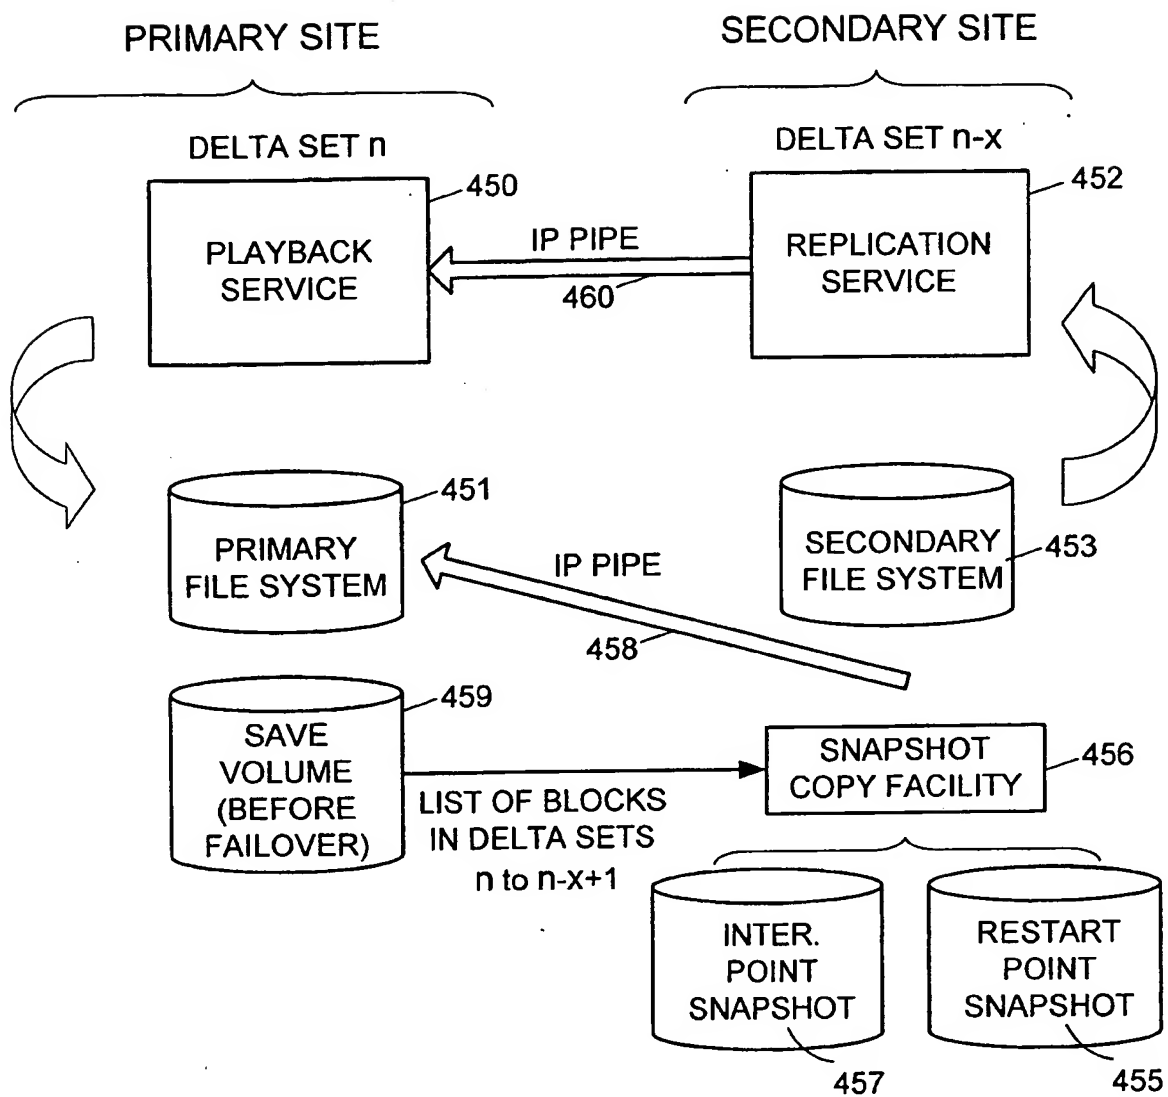 PRIMARY SITE
SECONDARY SITE
DELTA SET n
DELTA SET n-x
450
452
PLAYBACK
SERVICE
IP PIPE
460
REPLICATION
SERVICE
451
PRIMARY
FILE SYSTEM
IP PIPE
458
SECONDARY
FILE SYSTEM
453
459
SAVE
VOLUME
(BEFORE
FAILOVER)
LIST OF BLOCKS
IN DELTA SETS
n to n-x+1
SNAPSHOT
COPY FACILITY
456
INTER.
POINT
SNAPSHOT
457
RESTART
POINT
SNAPSHOT
455